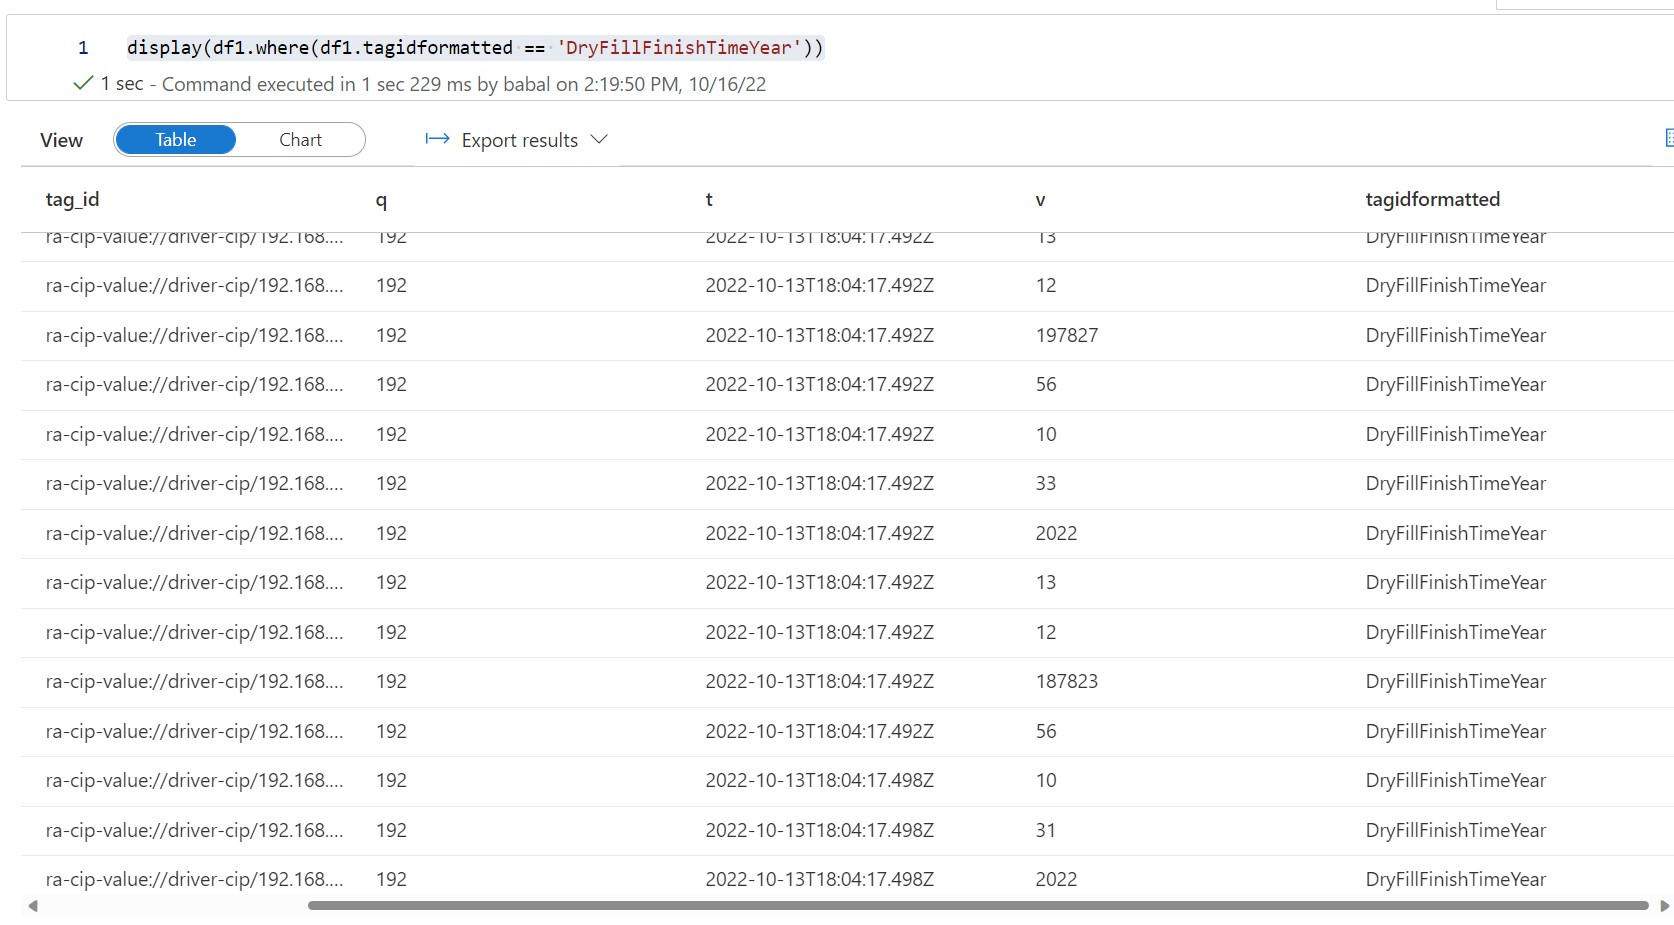 1 display(df1.where(df1.tagidformatted == 'DryFillFinishTimeYear'))
1 sec - Command executed in 1 sec 229 ms by babal on 2:19:50 PM, 10/16/22
View Table Chart Export results
tag_id q t v tagidformatted
ra-cip-value://driver-cip/192.168.... 192 2022-10-13T18:04:17.492Z 13 DryFillFinishTimeYear
ra-cip-value://driver-cip/192.168.... 192 2022-10-13T18:04:17.492Z 12 DryFillFinishTimeYear
ra-cip-value://driver-cip/192.168.... 192 2022-10-13T18:04:17.492Z 197827 DryFillFinishTimeYear
ra-cip-value://driver-cip/192.168.... 192 2022-10-13T18:04:17.492Z 56 DryFillFinishTimeYear
ra-cip-value://driver-cip/192.168.... 192 2022-10-13T18:04:17.492Z 10 DryFillFinishTimeYear
ra-cip-value://driver-cip/192.168.... 192 2022-10-13T18:04:17.492Z 33 DryFillFinishTimeYear
ra-cip-value://driver-cip/192.168.... 192 2022-10-13T18:04:17.492Z 2022 DryFillFinishTimeYear
ra-cip-value://driver-cip/192.168.... 192 2022-10-13T18:04:17.492Z 13 DryFillFinishTimeYear
ra-cip-value://driver-cip/192.168.... 192 2022-10-13T18:04:17.492Z 12 DryFillFinishTimeYear
ra-cip-value://driver-cip/192.168.... 192 2022-10-13T18:04:17.492Z 187823 DryFillFinishTimeYear
ra-cip-value://driver-cip/192.168.... 192 2022-10-13T18:04:17.492Z 56 DryFillFinishTimeYear
ra-cip-value://driver-cip/192.168.... 192 2022-10-13T18:04:17.498Z 10 DryFillFinishTimeYear
ra-cip-value://driver-cip/192.168.... 192 2022-10-13T18:04:17.498Z 31 DryFillFinishTimeYear
ra-cip-value://driver-cip/192.168.... 192 2022-10-13T18:04:17.498Z 2022 DryFillFinishTimeYear